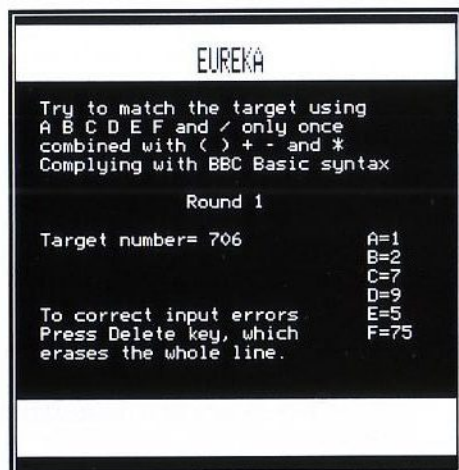 EUREKA
Try to match the target using
A B C D E F and / only once
combined with ( ) + - and *
Complying with BBC Basic syntax
Round 1
Target number= 706
A=1
B=2
C=7
D=9
To correct input errors E=5
Press Delete key, which F=75
erases the whole line.